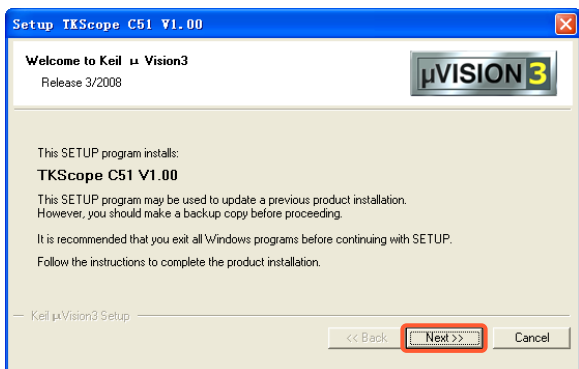 Setup TKScope C51 V1.00
Welcome to Keil μ Vision3
Release 3/2008
μVISION 3
This SETUP program installs:
TKScope C51 V1.00
This SETUP program may be used to update a previous product installation.
However, you should make a backup copy before proceeding.
It is recommended that you exit all Windows programs before continuing with SETUP.
Follow the instructions to complete the product installation.
Keil μVision3 Setup
<< Back
Next >>
Cancel